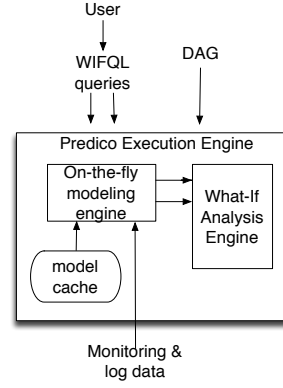 User
WIFQL
queries
DAG
Predico Execution Engine
On-the-fly
modeling
engine
What-If
Analysis
Engine
model
cache
Monitoring &
log data